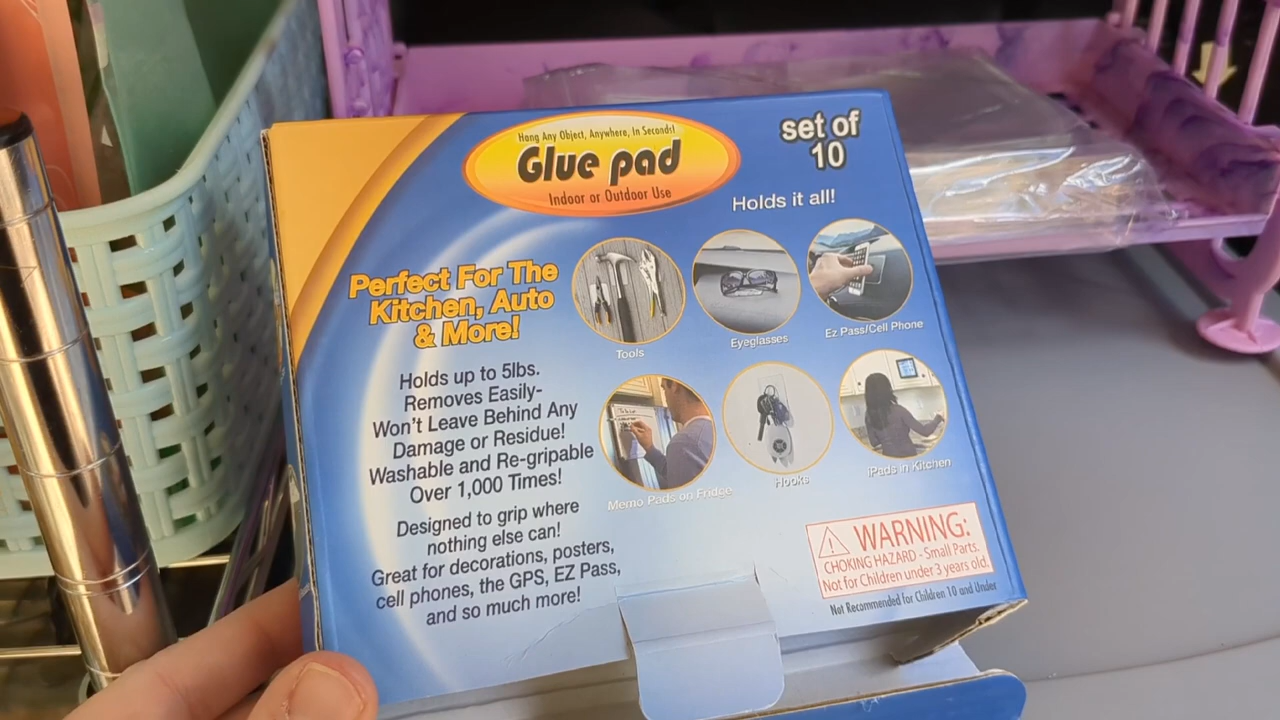 Hang Any Object, Anywhere, In Seconds!
Glue pad
Indoor or Outdoor Use
set of
10
Holds it all!
Perfect For The
Kitchen, Auto
& More!
Tools
Eyeglasses
Ez Pass/Cell Phone
Holds up to 5lbs.
Removes Easily-
Won't Leave Behind Any
Damage or Residue!
Washable and Re-gripable
Over 1,000 Times!
Memo Pads on Fridge
Hooks
iPads in Kitchen
Designed to grip where
nothing else can!
Great for decorations, posters,
cell phones, the GPS, EZ Pass,
and so much more!
WARNING:
CHOKING HAZARD - Small Parts.
Not for Children under 3 years old.
Not Recommended for Children 10 and Under